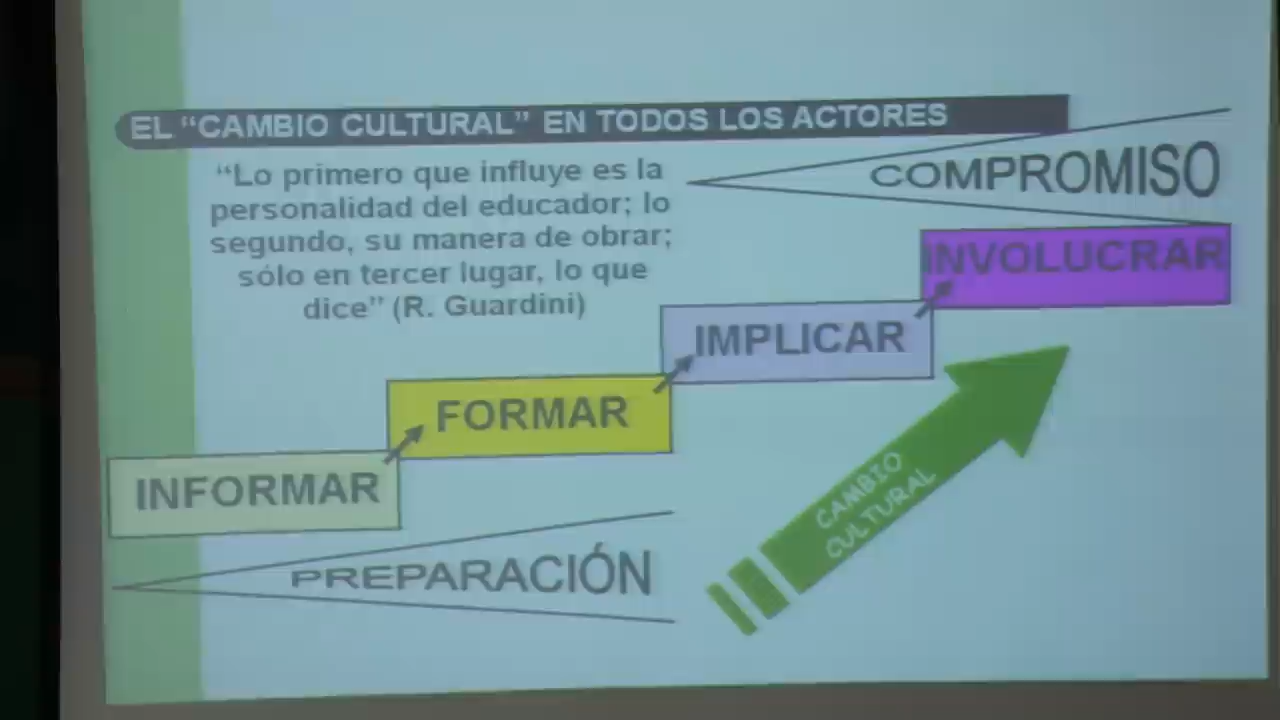 EL “CAMBIO CULTURAL” EN TODOS LOS ACTORES
“Lo primero que influye es la
personalidad del educador; lo
segundo, su manera de obrar;
sólo en tercer lugar, lo que
dice” (R. Guardini)
COMPROMISO
INVOLUCRAR
IMPLICAR
FORMAR
INFORMAR
PREPARACIÓN
CAMBIO
CULTURAL